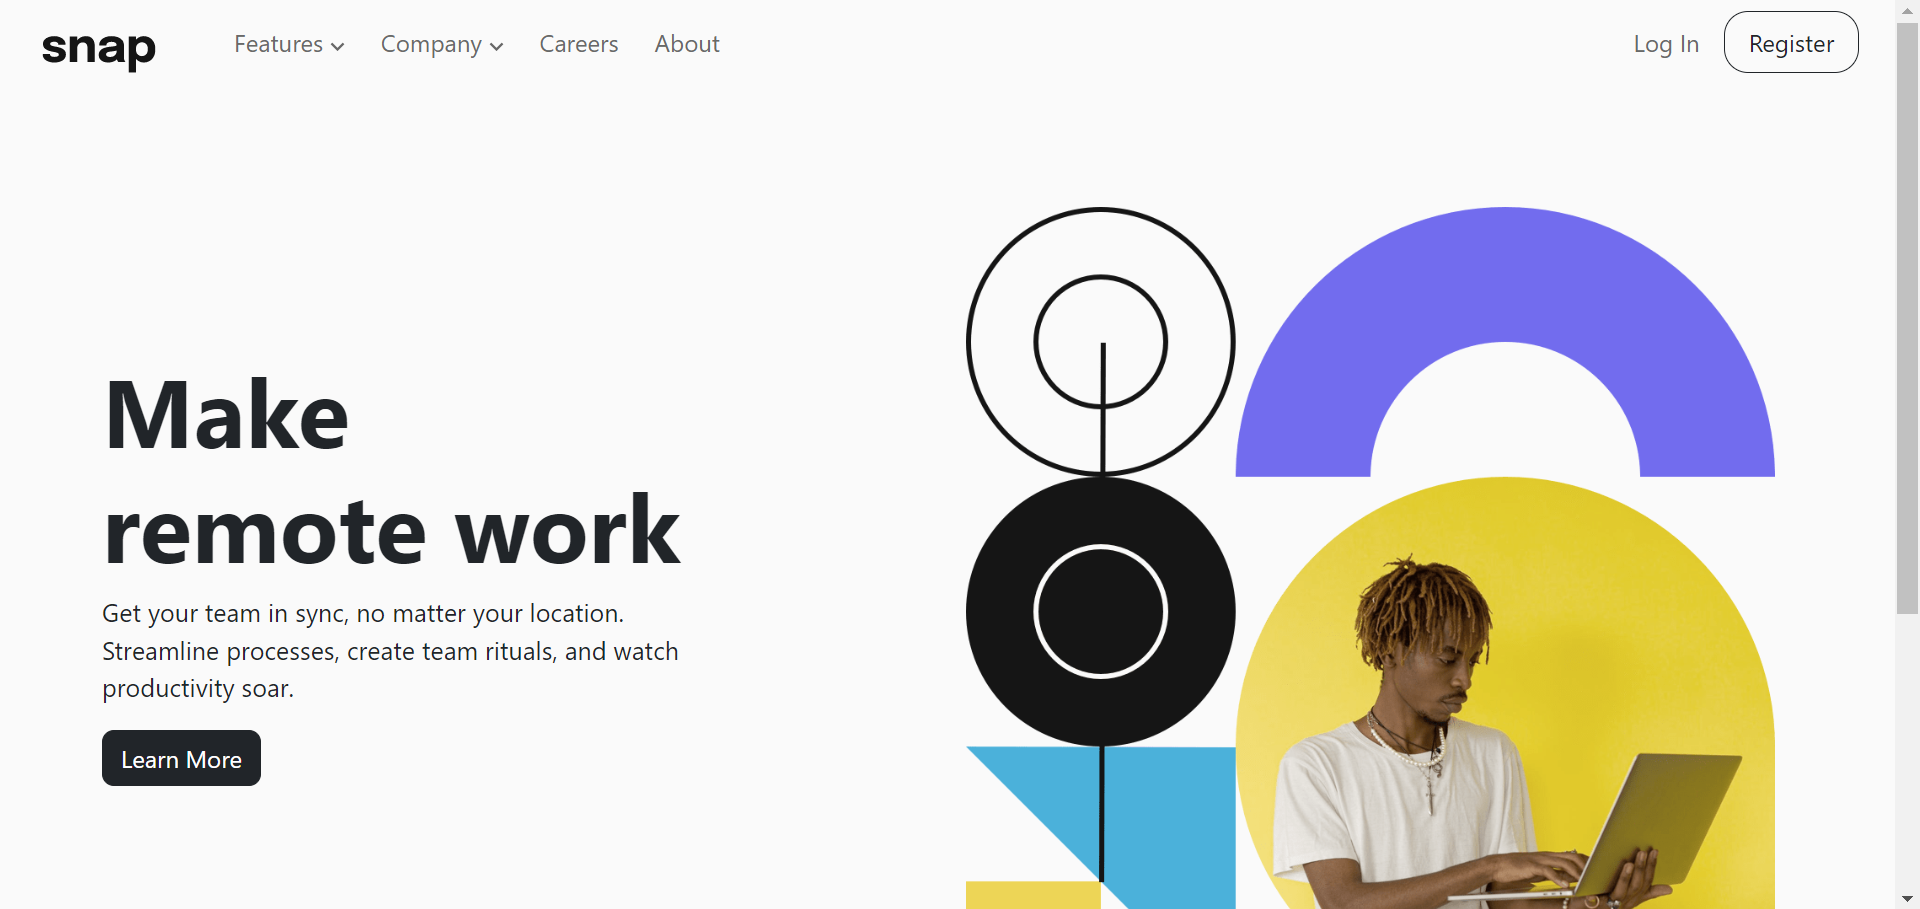 snap
Features
Company
Careers
About
Log In
Register
Make
remote work
Get your team in sync, no matter your location.
Streamline processes, create team rituals, and watch
productivity soar.
Learn More